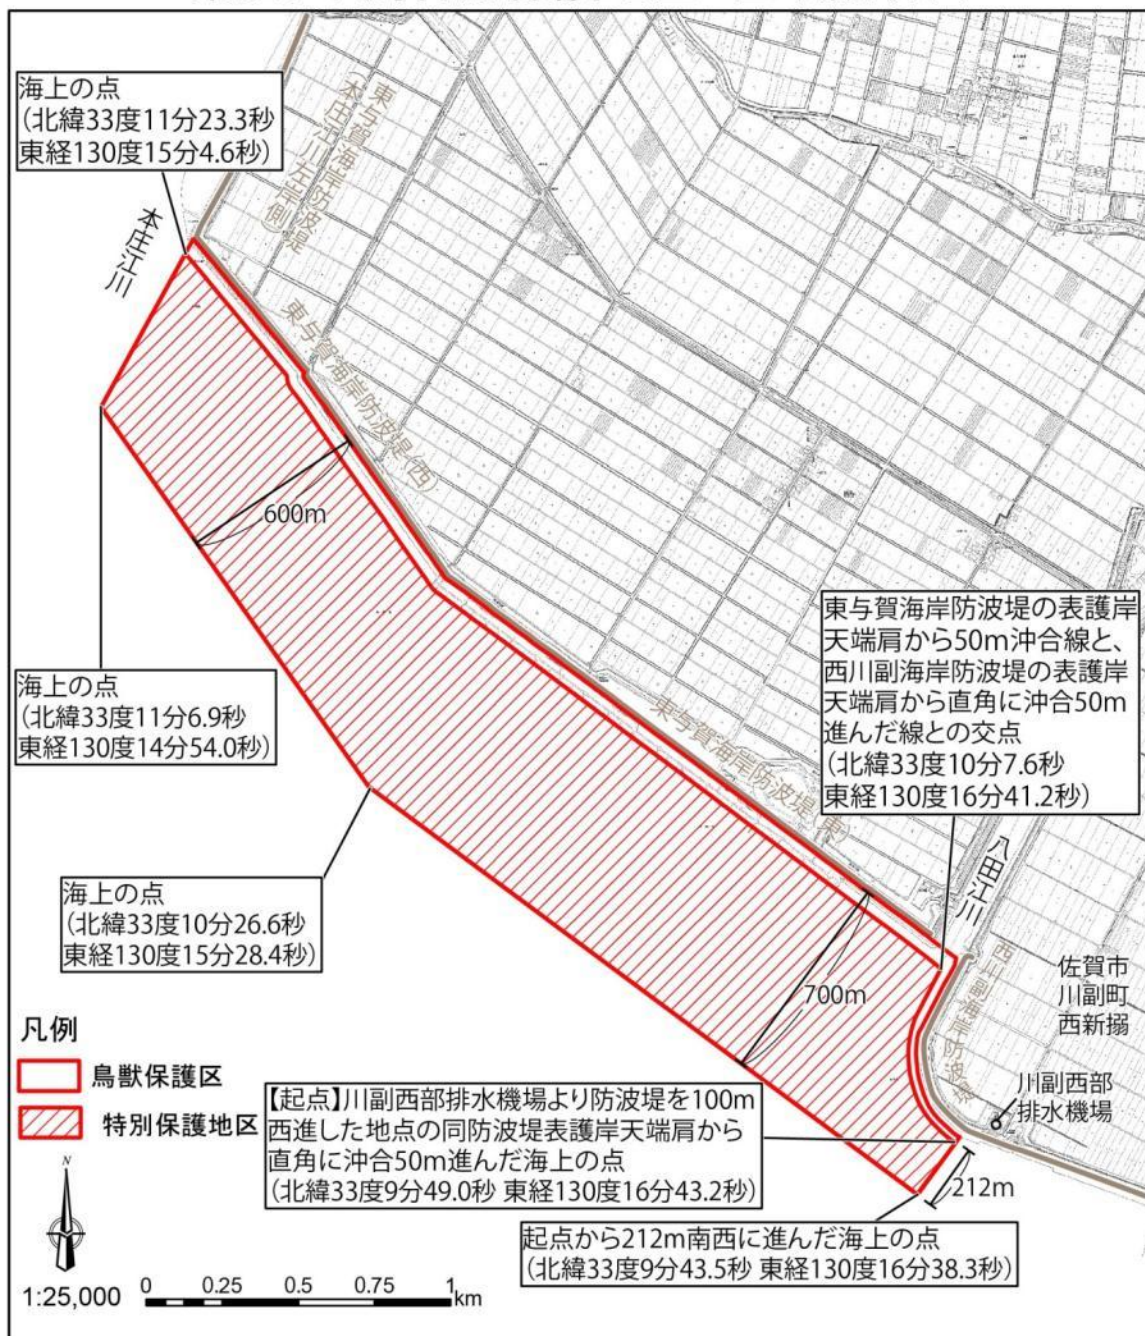 海上の点
(北緯33度11分23.3秒
東経130度15分4.6秒)
東与賀海岸防波堤
(本庄江川左岸側)
本庄江川
東与賀海岸防波堤(西)
600m
海上の点
(北緯33度11分6.9秒
東経130度14分54.0秒)
東与賀海岸防波堤の表護岸
天端肩から50m沖合線と、
西川副海岸防波堤の表護岸
天端肩から直角に沖合50m
進んだ線との交点
(北緯33度10分7.6秒
東経130度16分41.2秒)
東与賀海岸防波堤(東)
八田江川
海上の点
(北緯33度10分26.6秒
東経130度15分28.4秒)
700m
西川副海岸防波堤
佐賀市
川副町
西新搦
凡例
鳥獣保護区
特別保護地区
川副西部
排水機場
【起点】川副西部排水機場より防波堤を100m
西進した地点の同防波堤表護岸天端肩から
直角に沖合50m進んだ海上の点
(北緯33度9分49.0秒 東経130度16分43.2秒)
212m
起点から212m南西に進んだ海上の点
(北緯33度9分43.5秒 東経130度16分38.3秒)
N
1:25,000
0 0.25 0.5 0.75 1
km